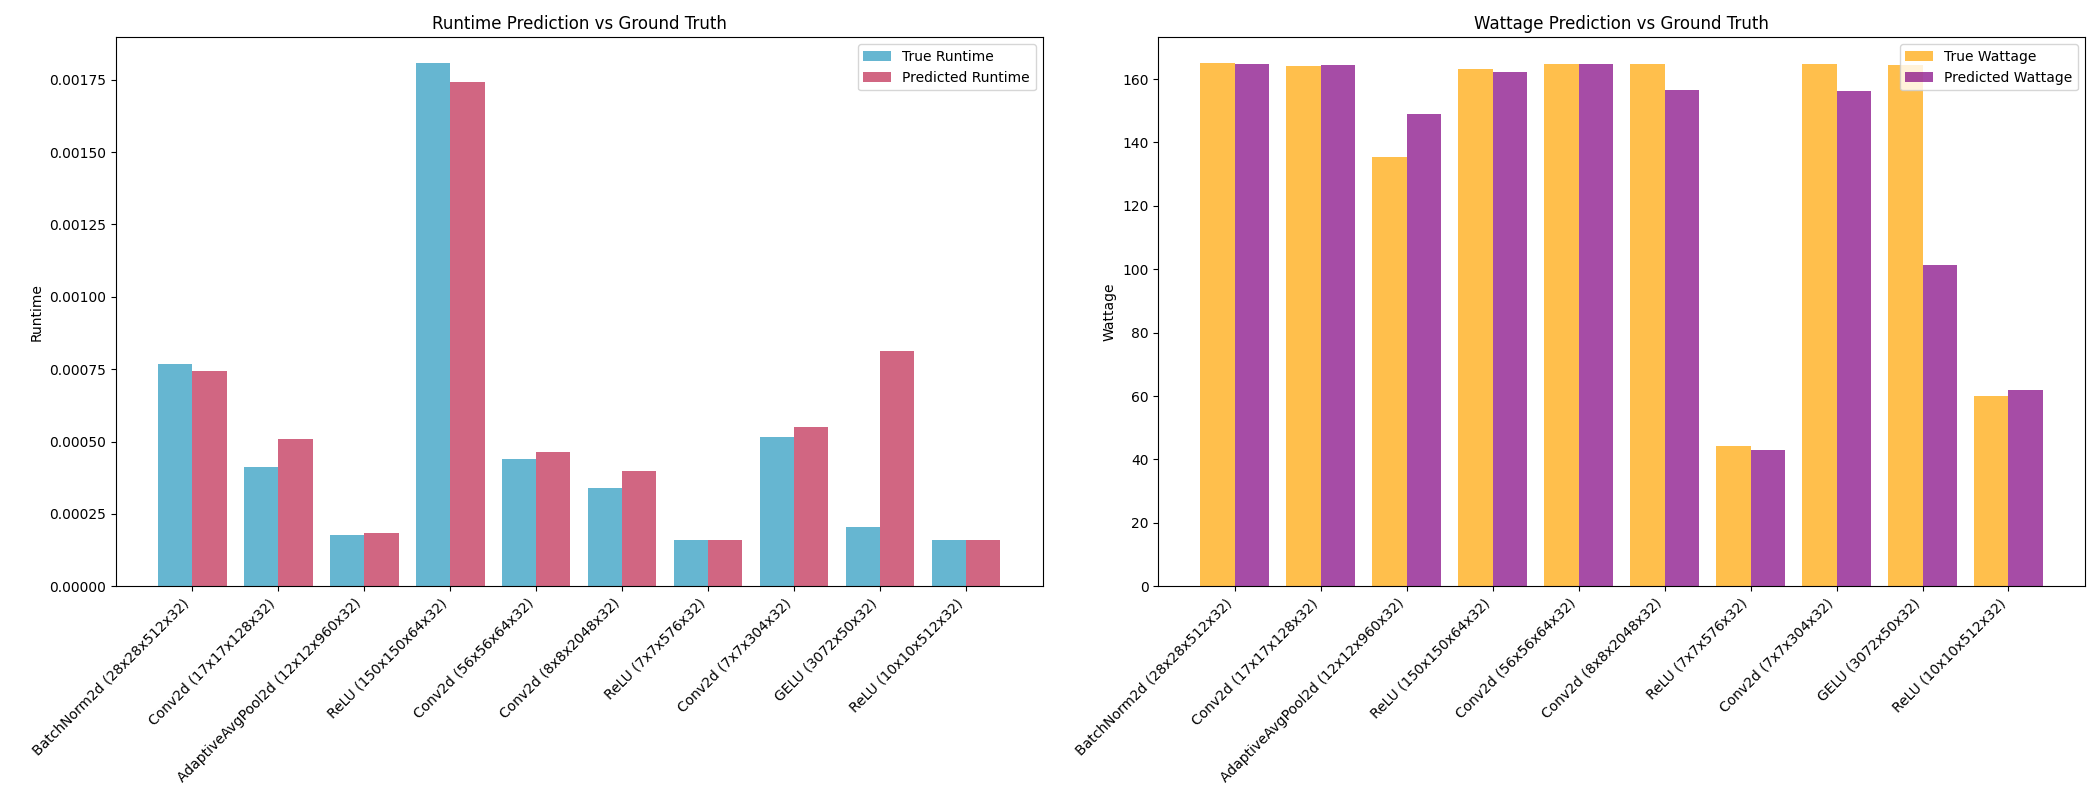 Runtime Prediction vs Ground Truth
True Runtime
Predicted Runtime
Runtime
0.00175
0.00150
0.00125
0.00100
0.00075
0.00050
0.00025
0.00000
BatchNorm2d (28x28x512x32)
Conv2d (17x17x128x32)
AdaptiveAvgPool2d (12x12x960x32)
ReLU (150x150x64x32)
Conv2d (56x56x64x32)
Conv2d (8x8x2048x32)
ReLU (7x7x576x32)
Conv2d (7x7x304x32)
GELU (3072x50x32)
ReLU (10x10x512x32)
Wattage Prediction vs Ground Truth
True Wattage
Predicted Wattage
Wattage
160
140
120
100
80
60
40
20
0
BatchNorm2d (28x28x512x32)
Conv2d (17x17x128x32)
AdaptiveAvgPool2d (12x12x960x32)
ReLU (150x150x64x32)
Conv2d (56x56x64x32)
Conv2d (8x8x2048x32)
ReLU (7x7x576x32)
Conv2d (7x7x304x32)
GELU (3072x50x32)
ReLU (10x10x512x32)